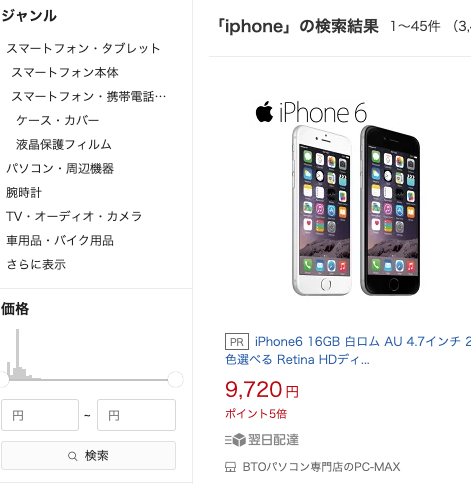 ジャンル
スマートフォン・タブレット
スマートフォン本体
スマートフォン・携帯電話…
ケース・カバー
液晶保護フィルム
パソコン・周辺機器
腕時計
TV・オーディオ・カメラ
車用品・バイク用品
さらに表示
価格
円 ~ 円
検索
「iphone」の検索結果 1〜45件 (3,
iPhone 6
PR iPhone6 16GB 白ロム AU 4.7インチ
色選べる Retina HDディ...
9,720円
ポイント5倍
翌日配達
BTOパソコン専門店のPC-MAX